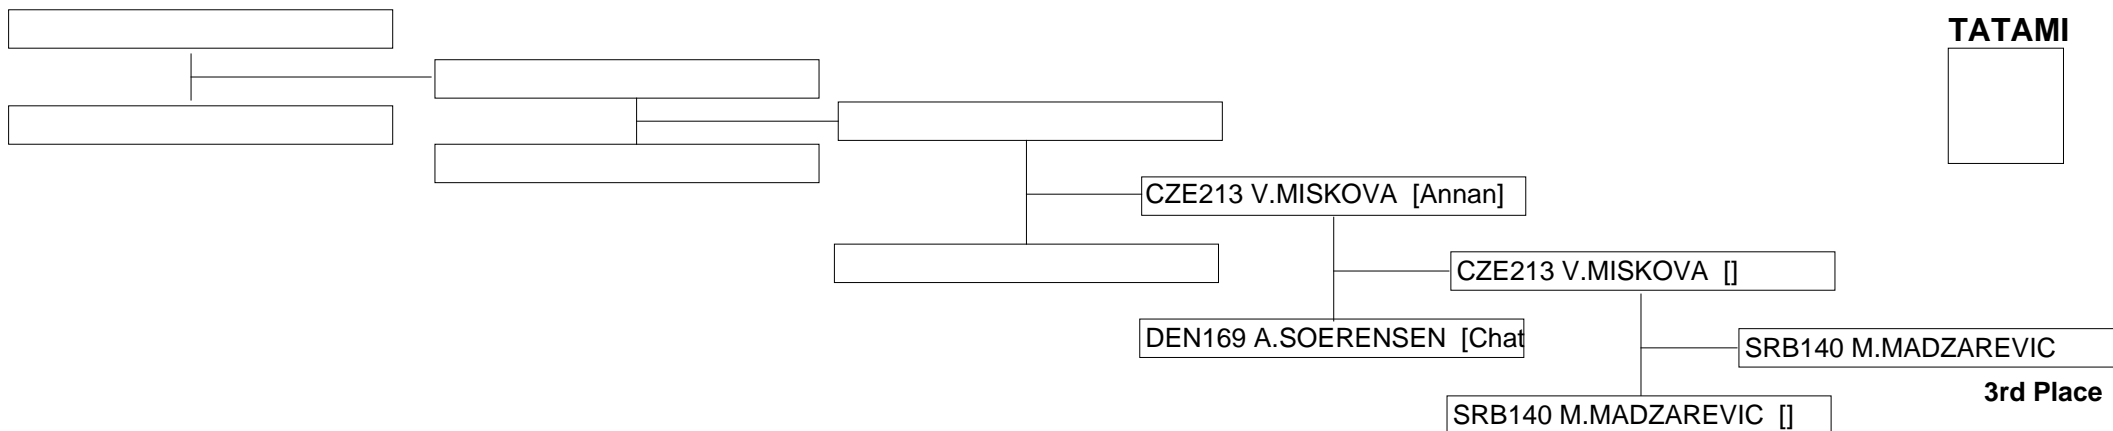 TATAMI
CZE213 V.MISKOVA [Annan]
CZE213 V.MISKOVA []
DEN169 A.SOERENSEN [Chat
SRB140 M.MADZAREVIC
3rd Place
SRB140 M.MADZAREVIC []